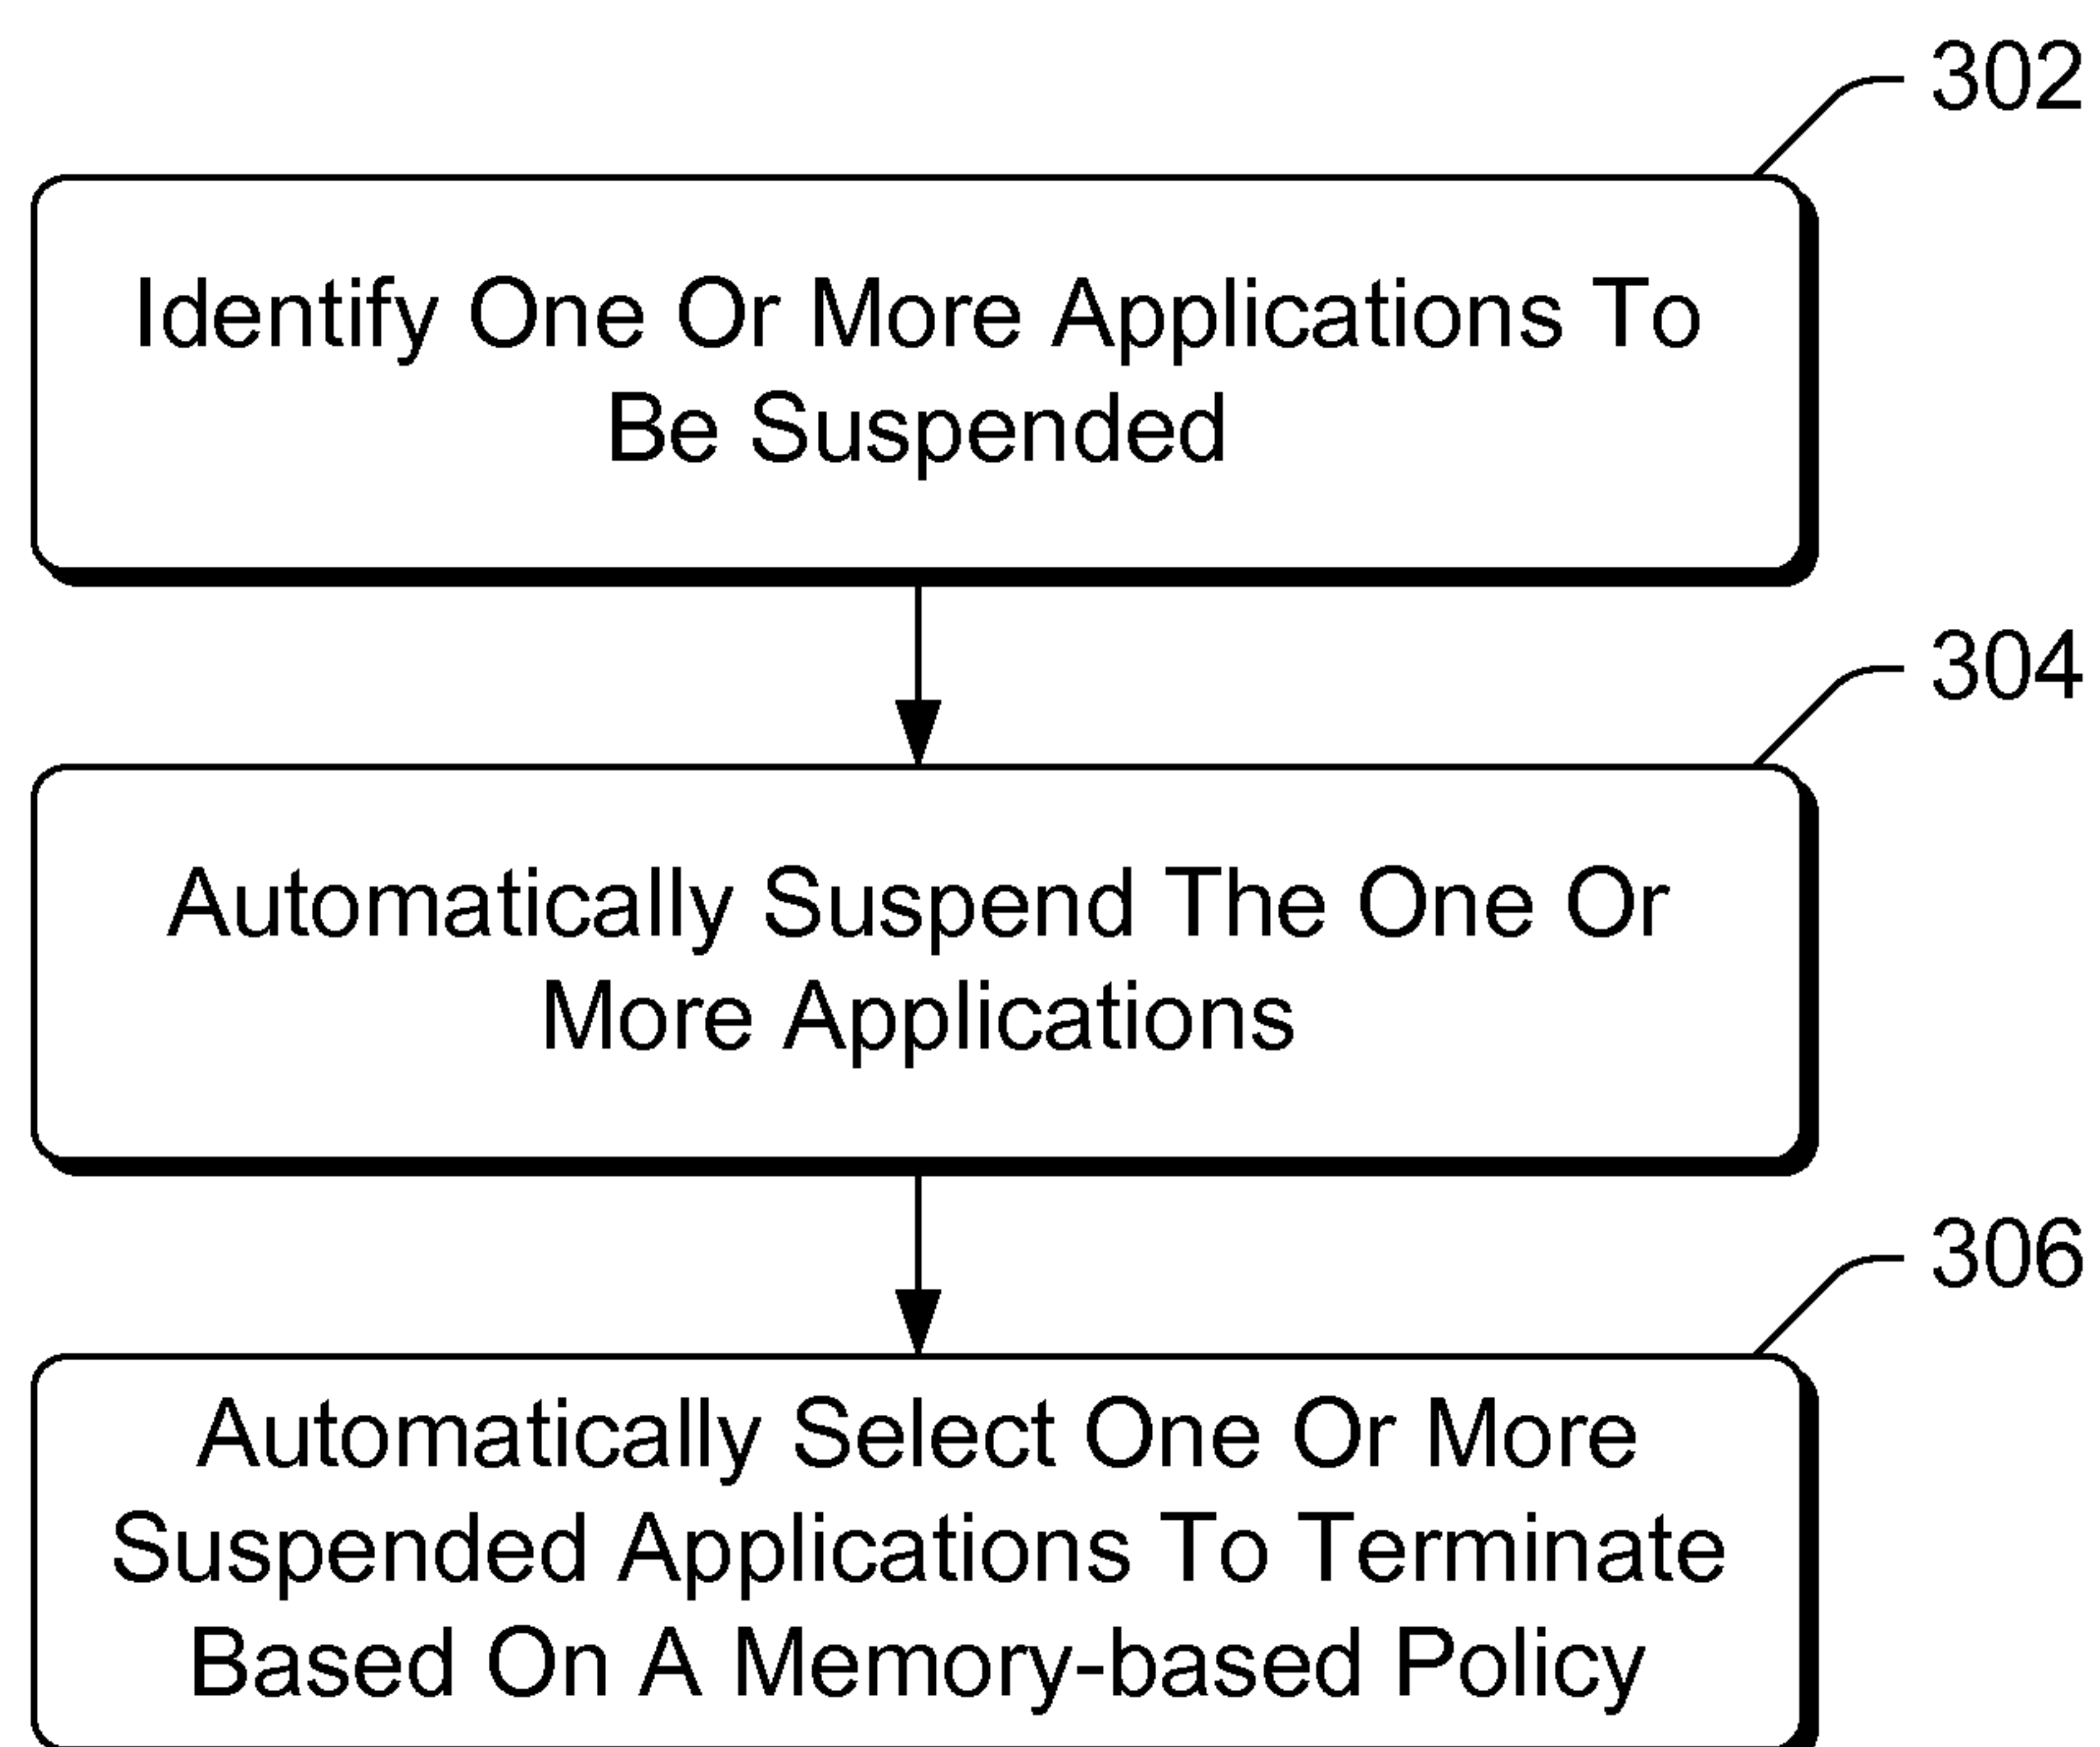 302
Identify One Or More Applications To
Be Suspended
304
Automatically Suspend The One Or
More Applications
306
Automatically Select One Or More
Suspended Applications To Terminate
Based On A Memory-based Policy